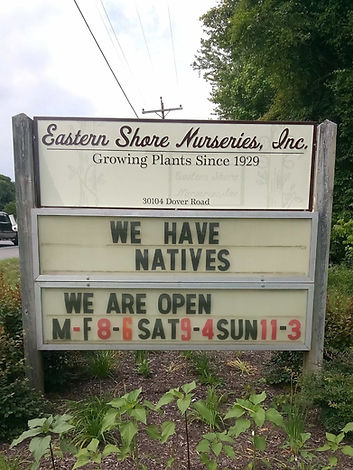 Eastern Shore Nurseries, Inc.
Growing Plants Since 1929
30104 Dover Road
WE HAVE
NATIVES
WE ARE OPEN
M-F 8-6 SAT 9-4 SUN 11-3